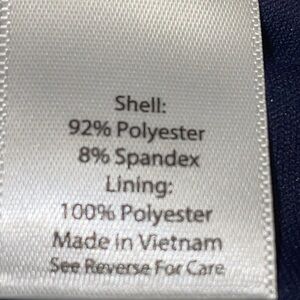 Shell:
92% Polyester
8% Spandex
Lining:
100% Polyester
Made in Vietnam
See Reverse For Care